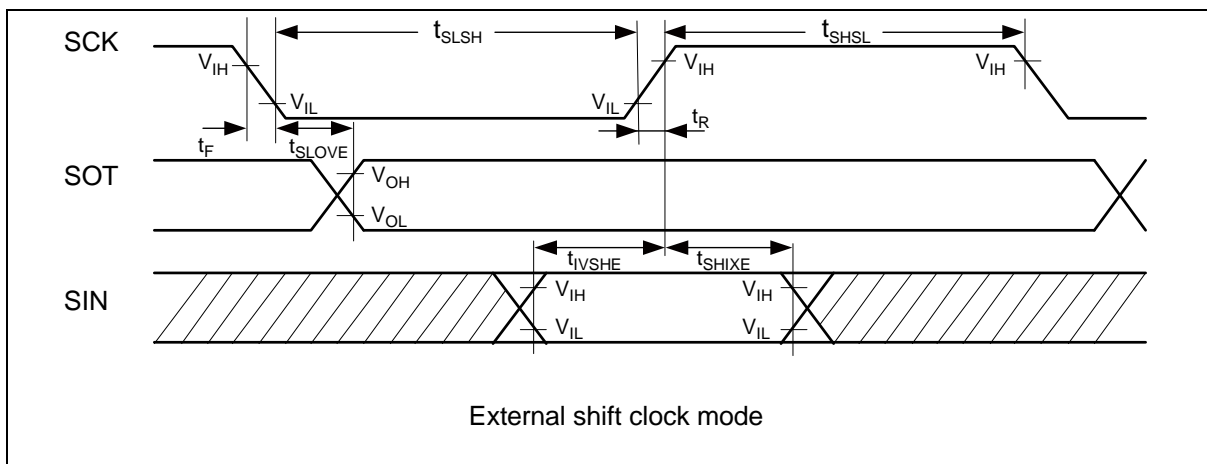 SCK
t_SLSH
t_SHSL
V_IH
V_IL
V_IL
V_IH
V_IH
t_F
t_SLOVE
t_R
SOT
V_OH
V_OL
t_IVSHE
t_SHIXE
SIN
V_IH
V_IL
V_IH
V_IL
External shift clock mode